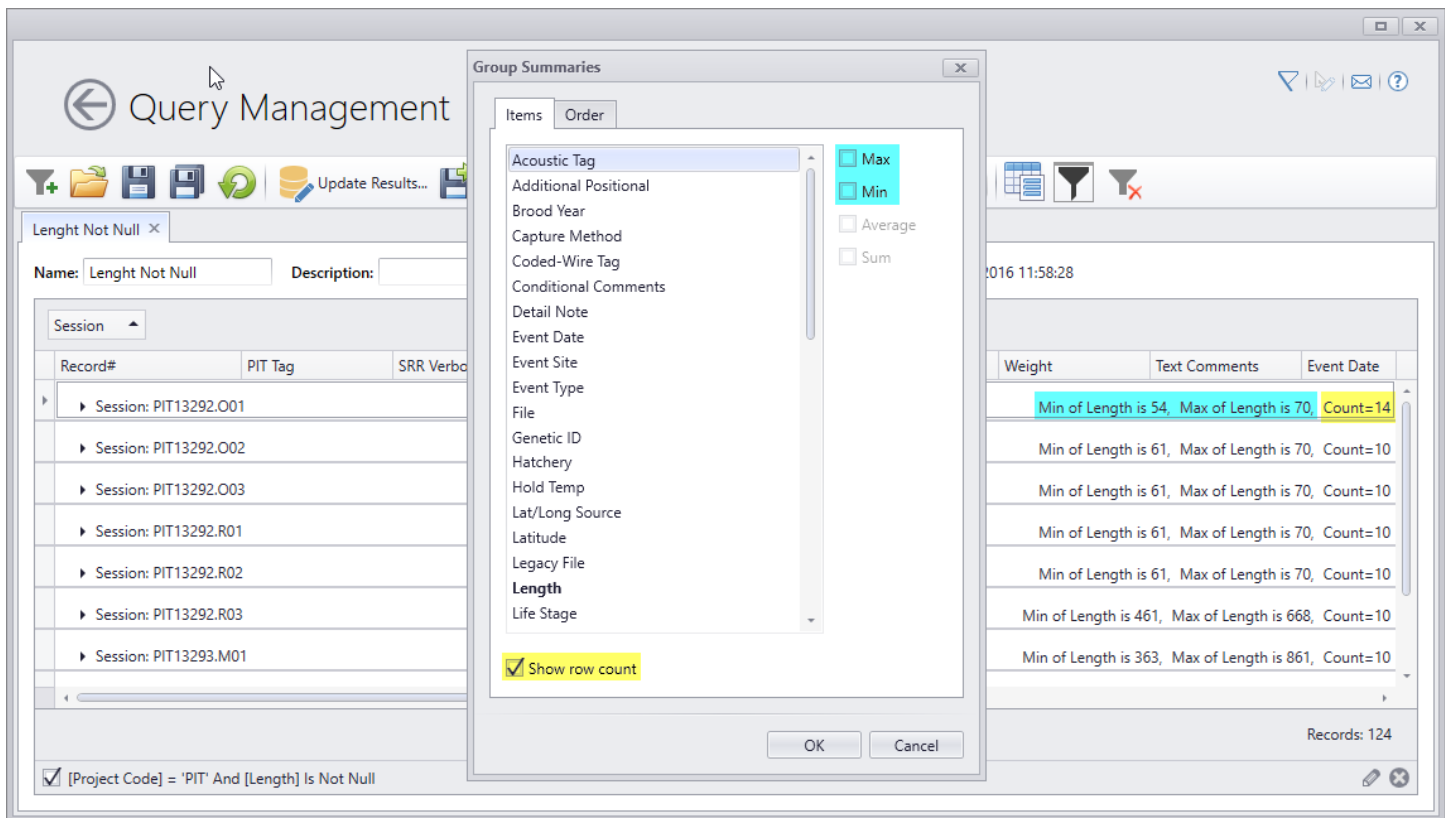 Query Management
Update Results...
Lenght Not Null
Name: Lenght Not Null Description:
2016 11:58:28
Session
Record# PIT Tag SRR Verbo Weight Text Comments Event Date
Session: PIT13292.O01 Min of Length is 54, Max of Length is 70, Count=14
Session: PIT13292.O02 Min of Length is 61, Max of Length is 70, Count=10
Session: PIT13292.O03 Min of Length is 61, Max of Length is 70, Count=10
Session: PIT13292.R01 Min of Length is 61, Max of Length is 70, Count=10
Session: PIT13292.R02 Min of Length is 61, Max of Length is 70, Count=10
Session: PIT13292.R03 Min of Length is 461, Max of Length is 668, Count=10
Session: PIT13293.M01 Min of Length is 363, Max of Length is 861, Count=10
Records: 124
[Project Code] = 'PIT' And [Length] Is Not Null
Group Summaries
Items Order
Acoustic Tag
Additional Positional
Brood Year
Capture Method
Coded-Wire Tag
Conditional Comments
Detail Note
Event Date
Event Site
Event Type
File
Genetic ID
Hatchery
Hold Temp
Lat/Long Source
Latitude
Legacy File
Length
Life Stage
Max
Min
Average
Sum
Show row count
OK Cancel